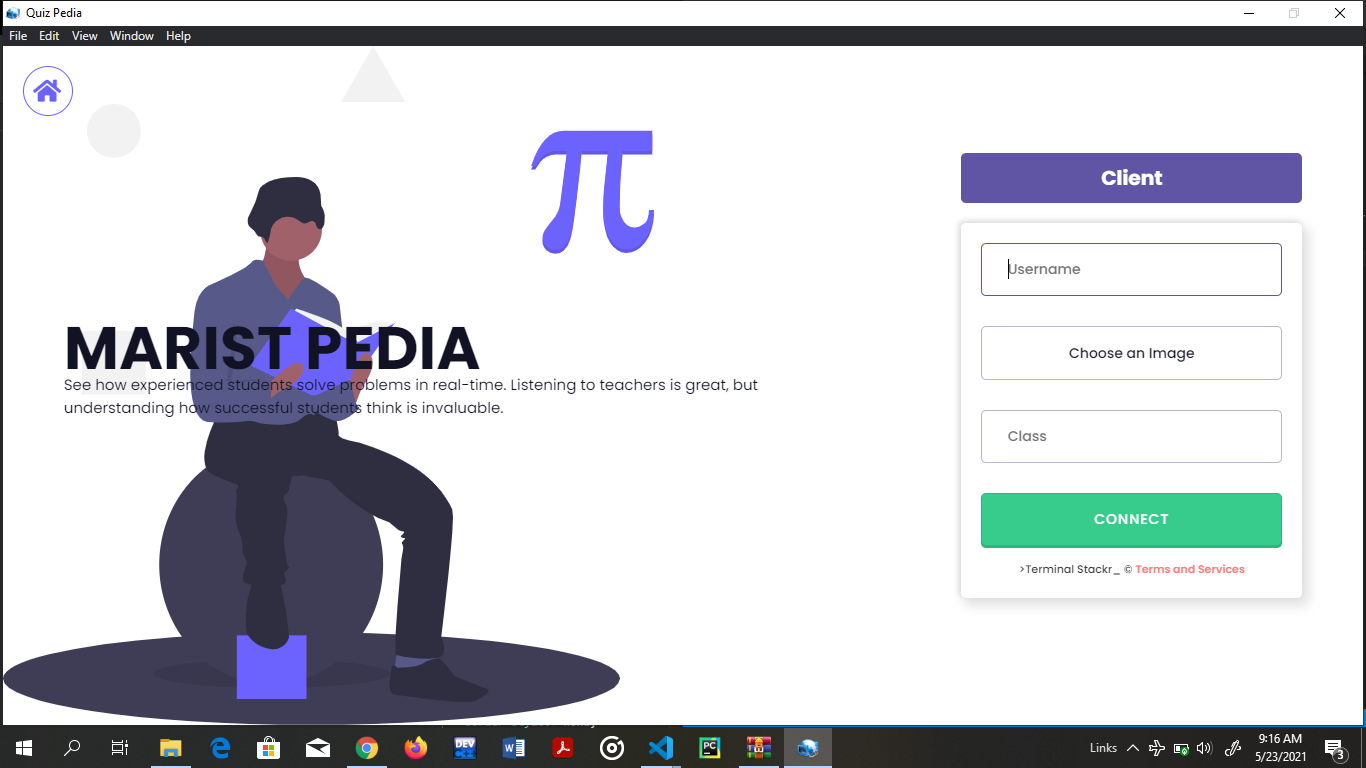 Quiz Pedia
File Edit View Window Help
Client
Username
Choose an Image
Class
CONNECT
>Terminal Stackr_ © Terms and Services
MARIST PEDIA
See how experienced students solve problems in real-time. Listening to teachers is great, but
understanding how successful students think is invaluable.
π
DEV
W
PC
Links
9:16 AM
5/23/2021
3